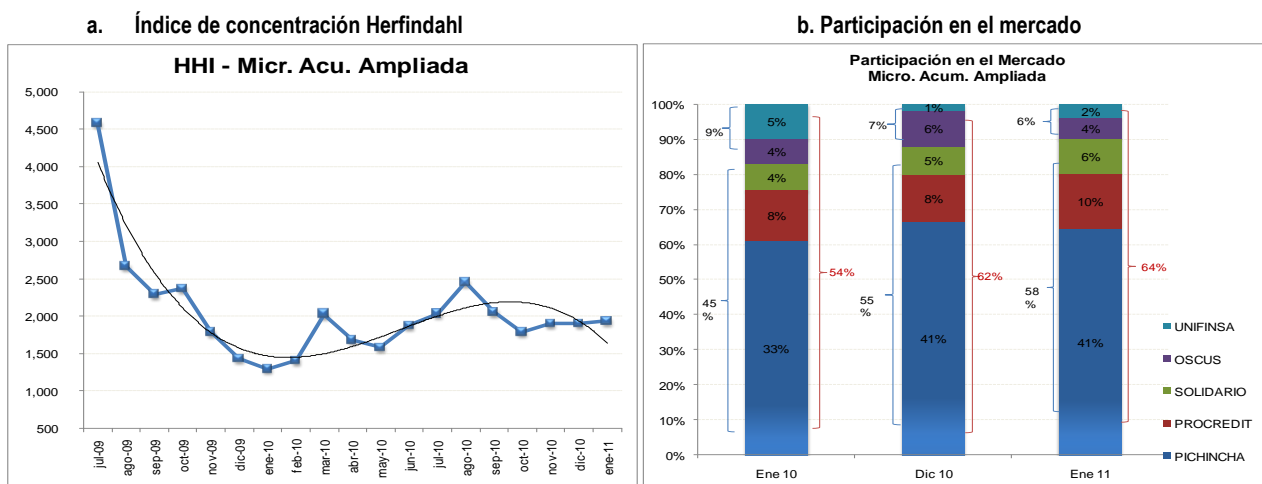 a. Índice de concentración Herfindahl
b. Participación en el mercado
HHI - Micr. Acu. Ampliada
5,000
4,500
4,000
3,500
3,000
2,500
2,000
1,500
1,000
500
jul-09
ago-09
sep-09
oct-09
nov-09
dic-09
ene-10
feb-10
mar-10
abr-10
may-10
jun-10
jul-10
ago-10
sep-10
oct-10
nov-10
dic-10
ene-11
Participación en el Mercado
Micro. Acum. Ampliada
100%
90%
80%
70%
60%
50%
40%
30%
20%
10%
0%
9%
45
%
5%
4%
4%
8%
33%
54%
7%
55
%
1%
6%
5%
8%
41%
62%
6%
58
%
2%
4%
6%
10%
41%
64%
Ene 10
Dic 10
Ene 11
UNIFINSA
OSCUS
SOLIDARIO
PROCREDIT
PICHINCHA